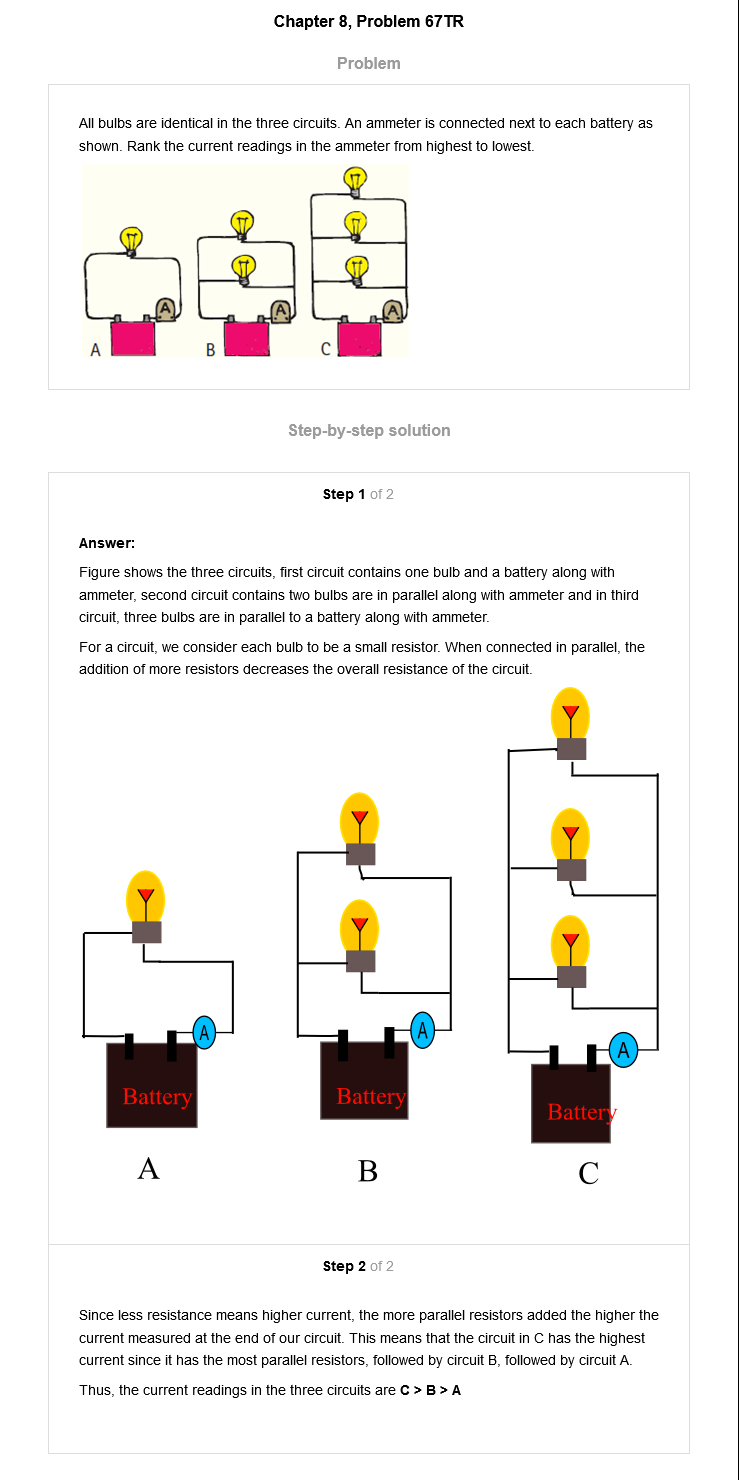 Chapter 8, Problem 67TR
Problem
All bulbs are identical in the three circuits. An ammeter is connected next to each battery as
shown. Rank the current readings in the ammeter from highest to lowest.
A
A
A
A
B
C
Step-by-step solution
Step 1 of 2
Answer:
Figure shows the three circuits, first circuit contains one bulb and a battery along with
ammeter, second circuit contains two bulbs are in parallel along with ammeter and in third
circuit, three bulbs are in parallel to a battery along with ammeter.
For a circuit, we consider each bulb to be a small resistor. When connected in parallel, the
addition of more resistors decreases the overall resistance of the circuit.
A
A
A
Battery
Battery
Battery
A
B
C
Step 2 of 2
Since less resistance means higher current, the more parallel resistors added the higher the
current measured at the end of our circuit. This means that the circuit in C has the highest
current since it has the most parallel resistors, followed by circuit B, followed by circuit A.
Thus, the current readings in the three circuits are C > B > A